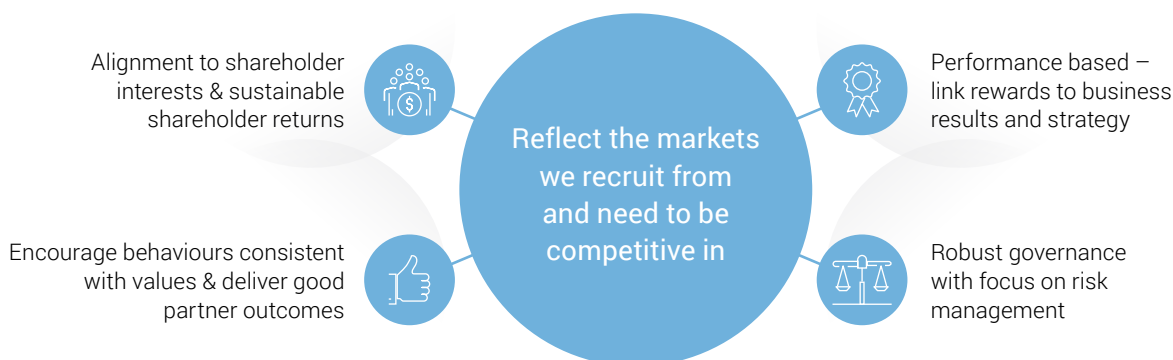 Alignment to shareholder
interests & sustainable
shareholder returns
$
Encourage behaviours consistent
with values & deliver good
partner outcomes
Reflect the markets
we recruit from
and need to be
competitive in
Performance based –
link rewards to business
results and strategy
Robust governance
with focus on risk
management